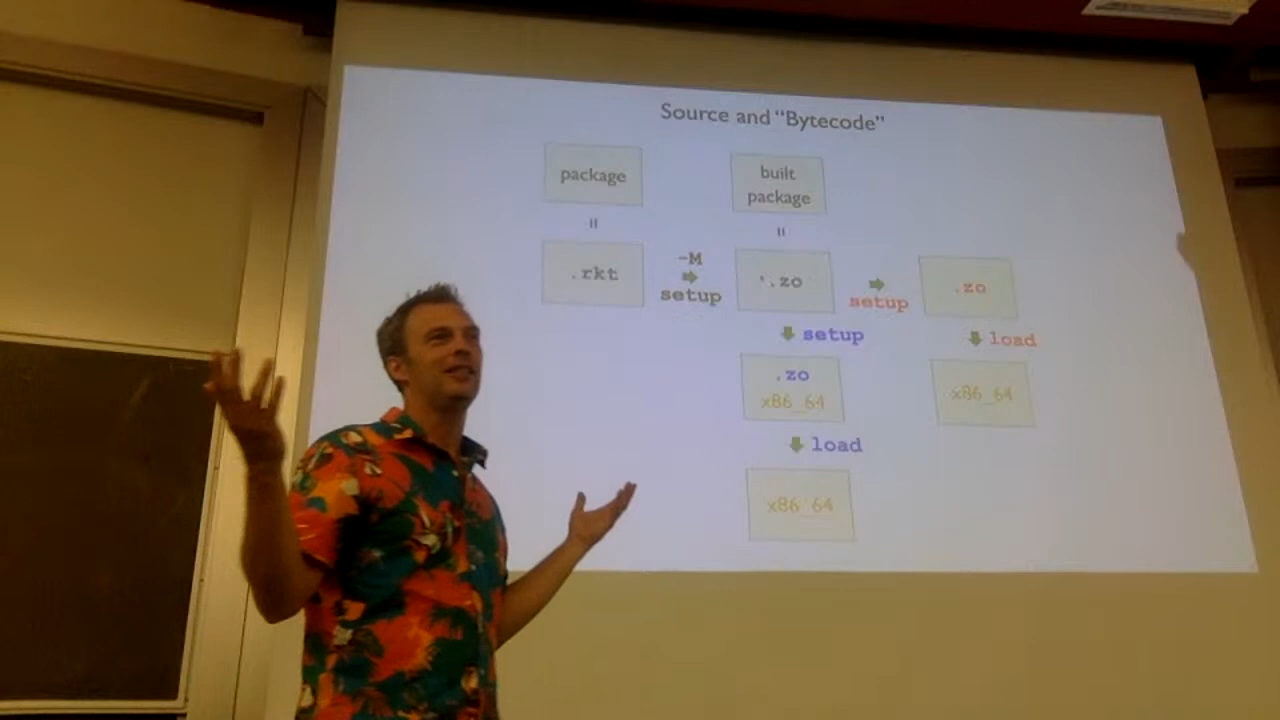 Source and “Bytecode”
package
built
package
=
=
.rkt
-M
setup
.zo
setup
.zo
setup
load
.zo
x86_64
x86_64
load
x86_64